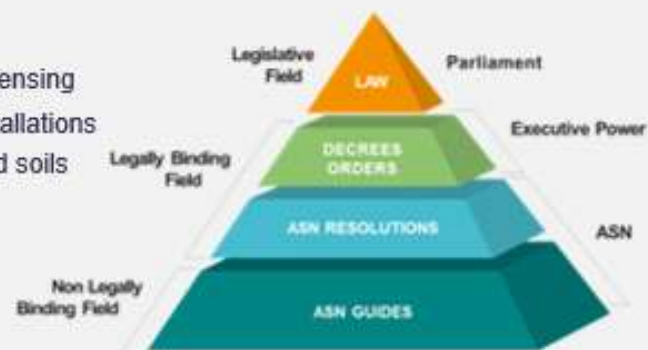 ensing
allations
d soils
Legislative
Field
LAW
Parliament
Executive Power
DECREES
ORDERS
Legally Binding
Field
ASN RESOLUTIONS
ASN
Non Legally
Binding Field
ASN GUIDES